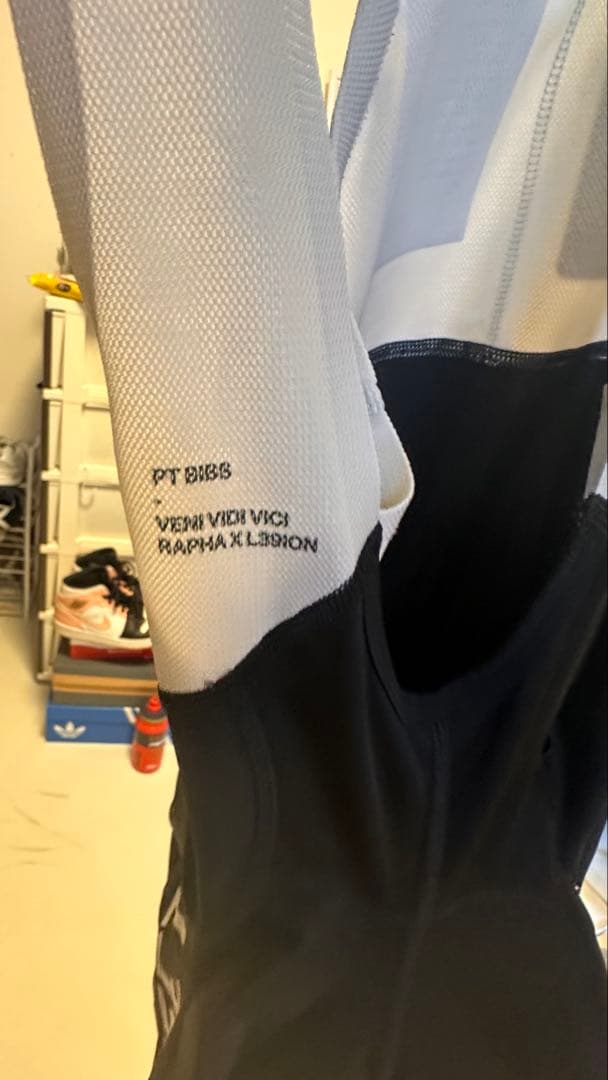 PT BIBS
-
VENI VIDI VICI
RAPHA X L39ION